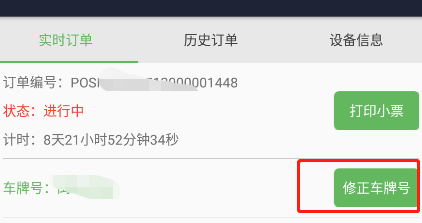 实时订单 历史订单 设备信息
订单编号：POS 000001448
状态：进行中
打印小票
计时：8天21小时52分钟34秒
车牌号：
修正车牌号